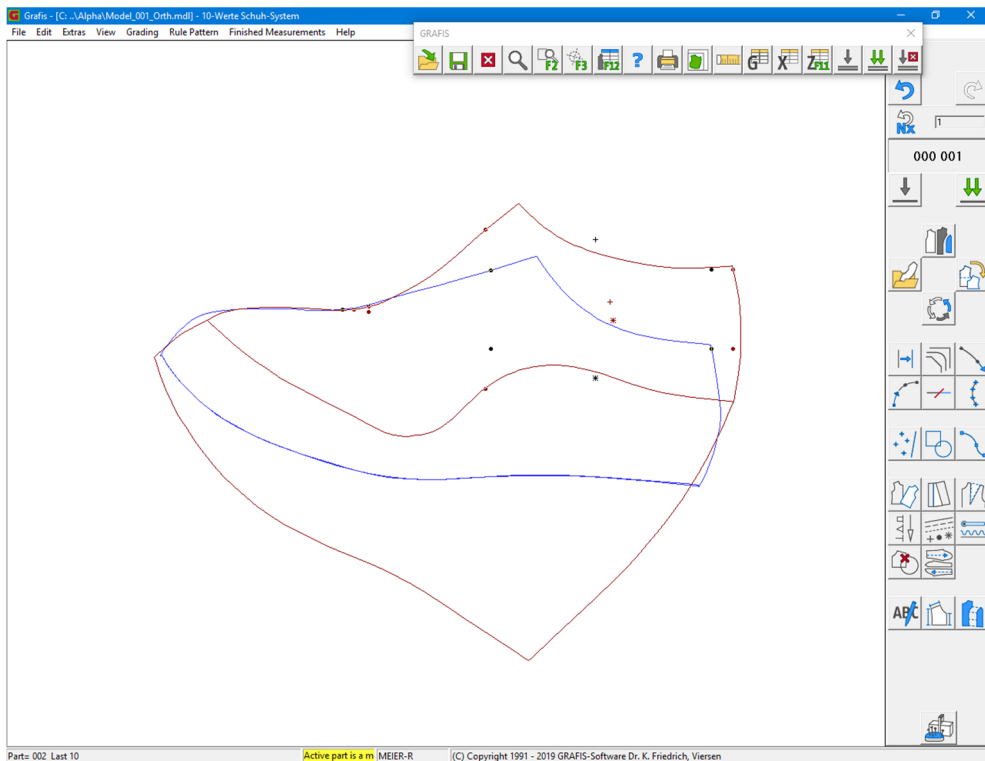 Grafis - [C: ..\Alpha\Model_001_Orth.mdl] - 10-Werte Schuh-System
File Edit Extras View Grading Rule Pattern Finished Measurements Help
GRAFIS
F2 F3 F12 ? G X Z F11
Nx 1
000 001
ABC
Part= 002 Last 10 Active part is a m MEIER-R (C) Copyright 1991 - 2019 GRAFIS-Software Dr. K. Friedrich, Viersen